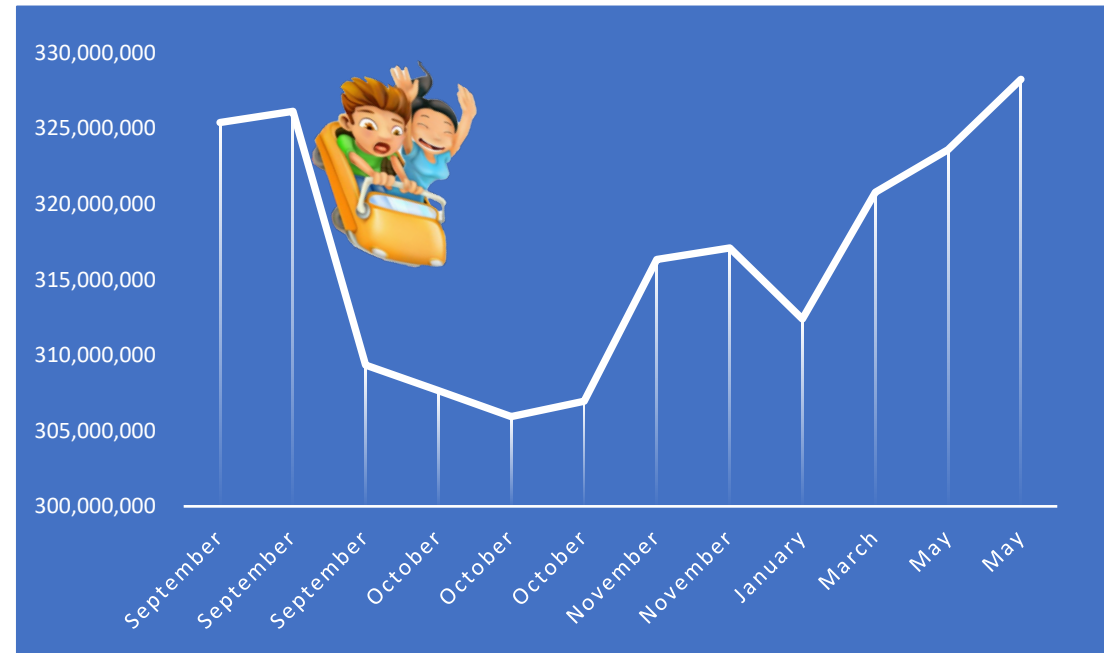 330,000,000
325,000,000
320,000,000
315,000,000
310,000,000
305,000,000
300,000,000
September
September
September
October
October
October
November
November
January
March
May
May